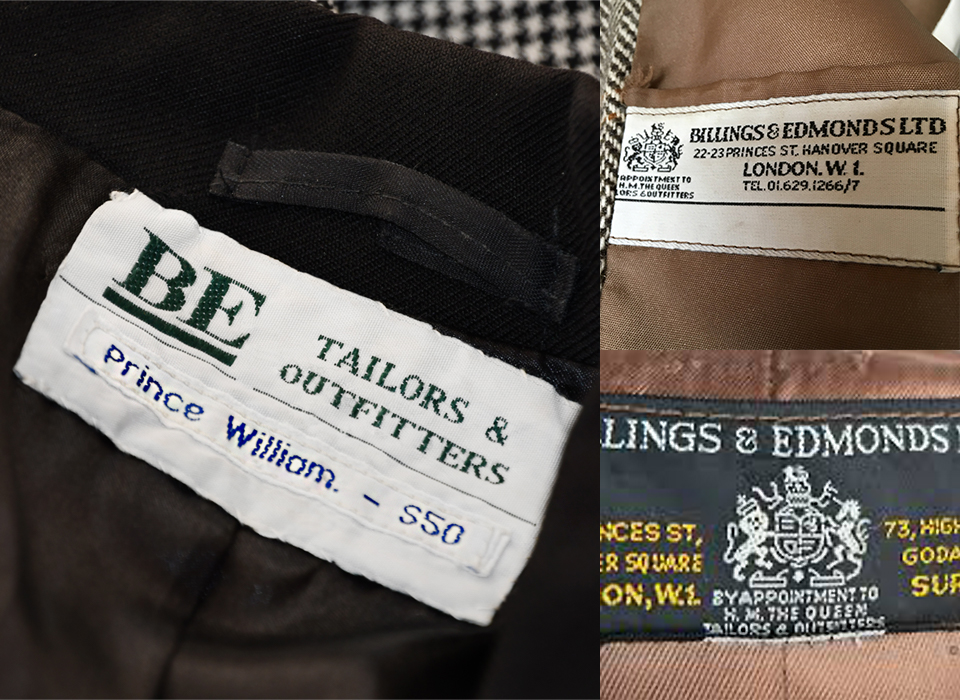 BE
TAILORS &
OUTFITTERS
Prince William. - S50
BILLINGS & EDMONDS LTD
22-23 PRINCES ST, HANOVER SQUARE
LONDON.W.1.
TEL.01.629.1266/7
APPOINTMENT TO
H.M.THE QUEEN
LORS & OUTFITTERS
LLINGS & EDMONDS
NCES ST,
ER SQUARE
ON,W.1.
73, HIGH
GODA
SUR
BY APPOINTMENT TO
H.M. THE QUEEN
TAILORS & OUTFITTERS